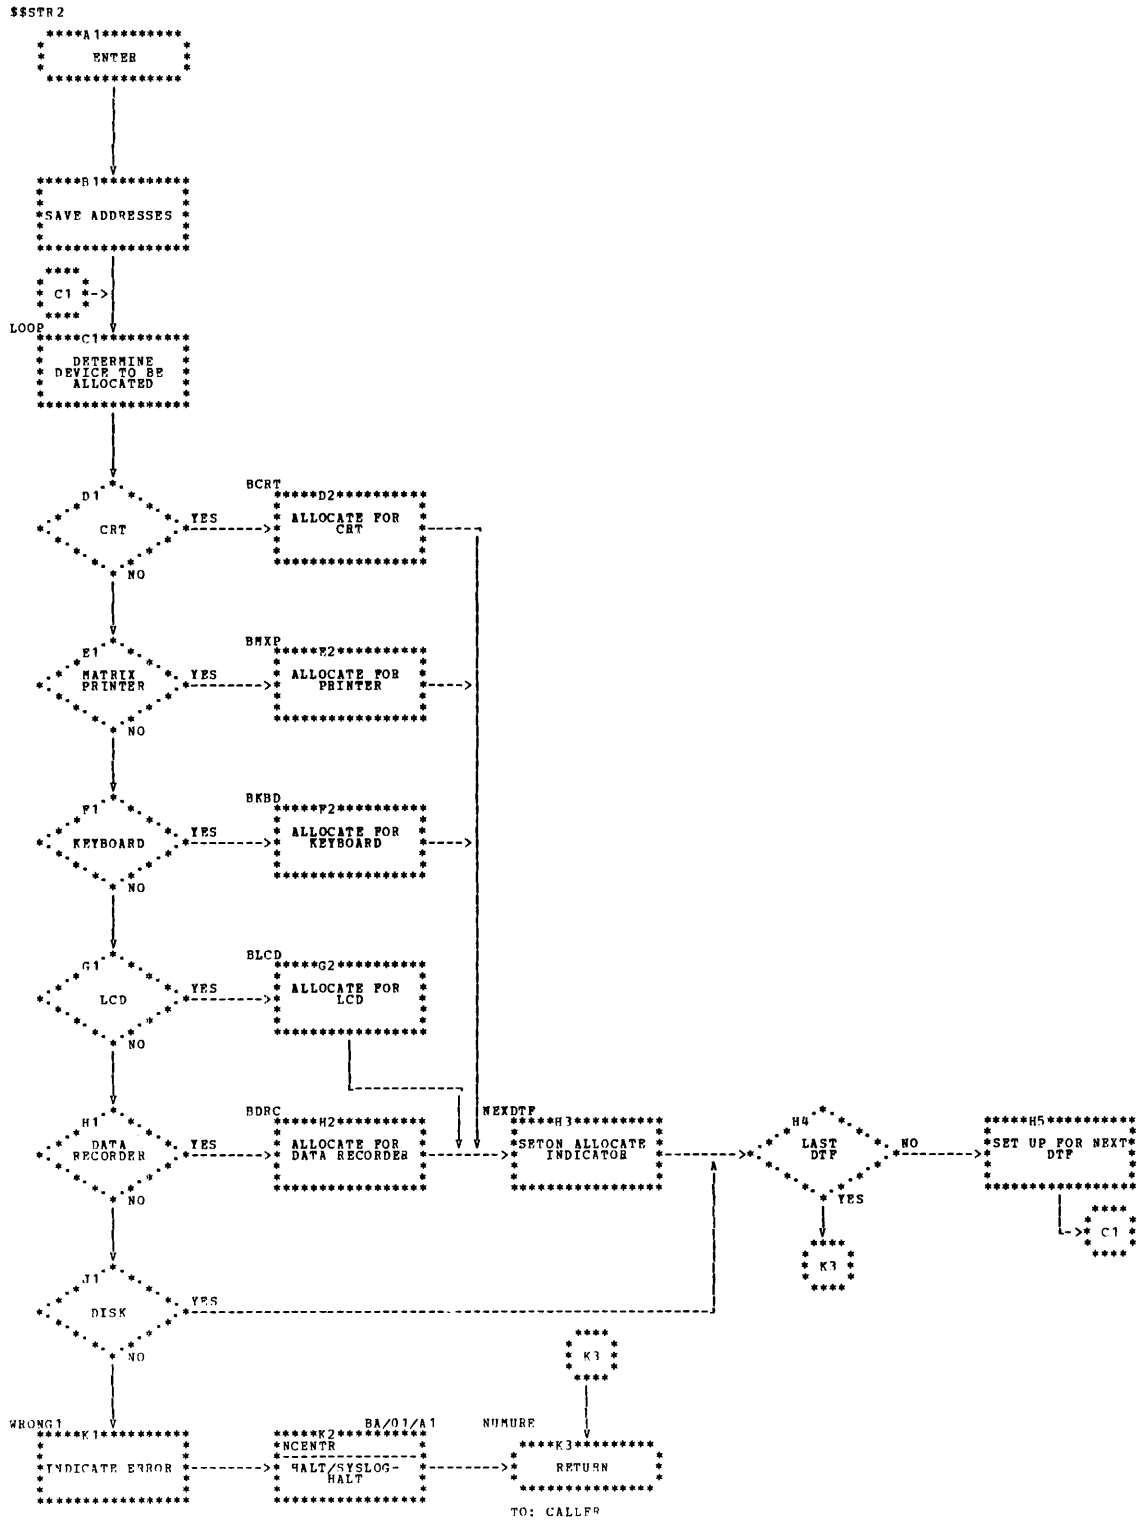 $$STR2
A1
ENTER
B1
SAVE ADDRESSES
C1
LOOP
C1
DETERMINE
DEVICE TO BE
ALLOCATED
D1
CRT
YES
NO
BCRT
D2
ALLOCATE FOR
CRT
E1
MATRIX
PRINTER
YES
NO
BMXP
E2
ALLOCATE FOR
PRINTER
F1
KEYBOARD
YES
NO
BKBD
F2
ALLOCATE FOR
KEYBOARD
G1
LCD
YES
NO
BLCD
G2
ALLOCATE FOR
LCD
H1
DATA
RECORDER
YES
NO
BDRC
H2
ALLOCATE FOR
DATA RECORDER
NEXDTF
H3
SETON ALLOCATE
INDICATOR
H4
LAST
DTF
NO
YES
K3
H5
SET UP FOR NEXT
DTF
C1
J1
DISK
YES
NO
K3
WRONG1
K1
INDICATE ERROR
BA/01/A1
K2
NCENTR
HALT/SYSLOG-
HALT
NUMURE
K3
RETURN
TO: CALLER